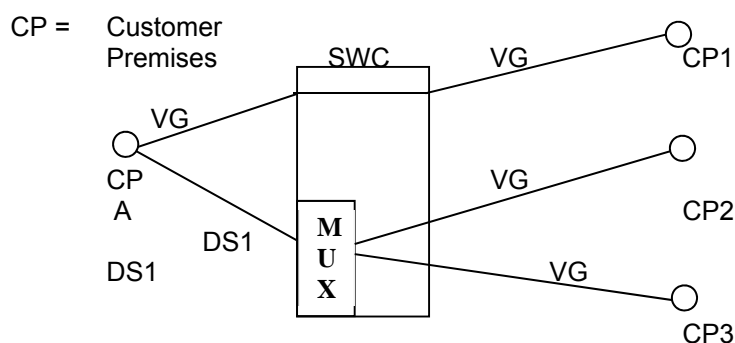 CP = Customer
Premises
SWC
VG
CP1
VG
CP
A
VG
CP2
DS1
DS1
M
U
X
VG
CP3